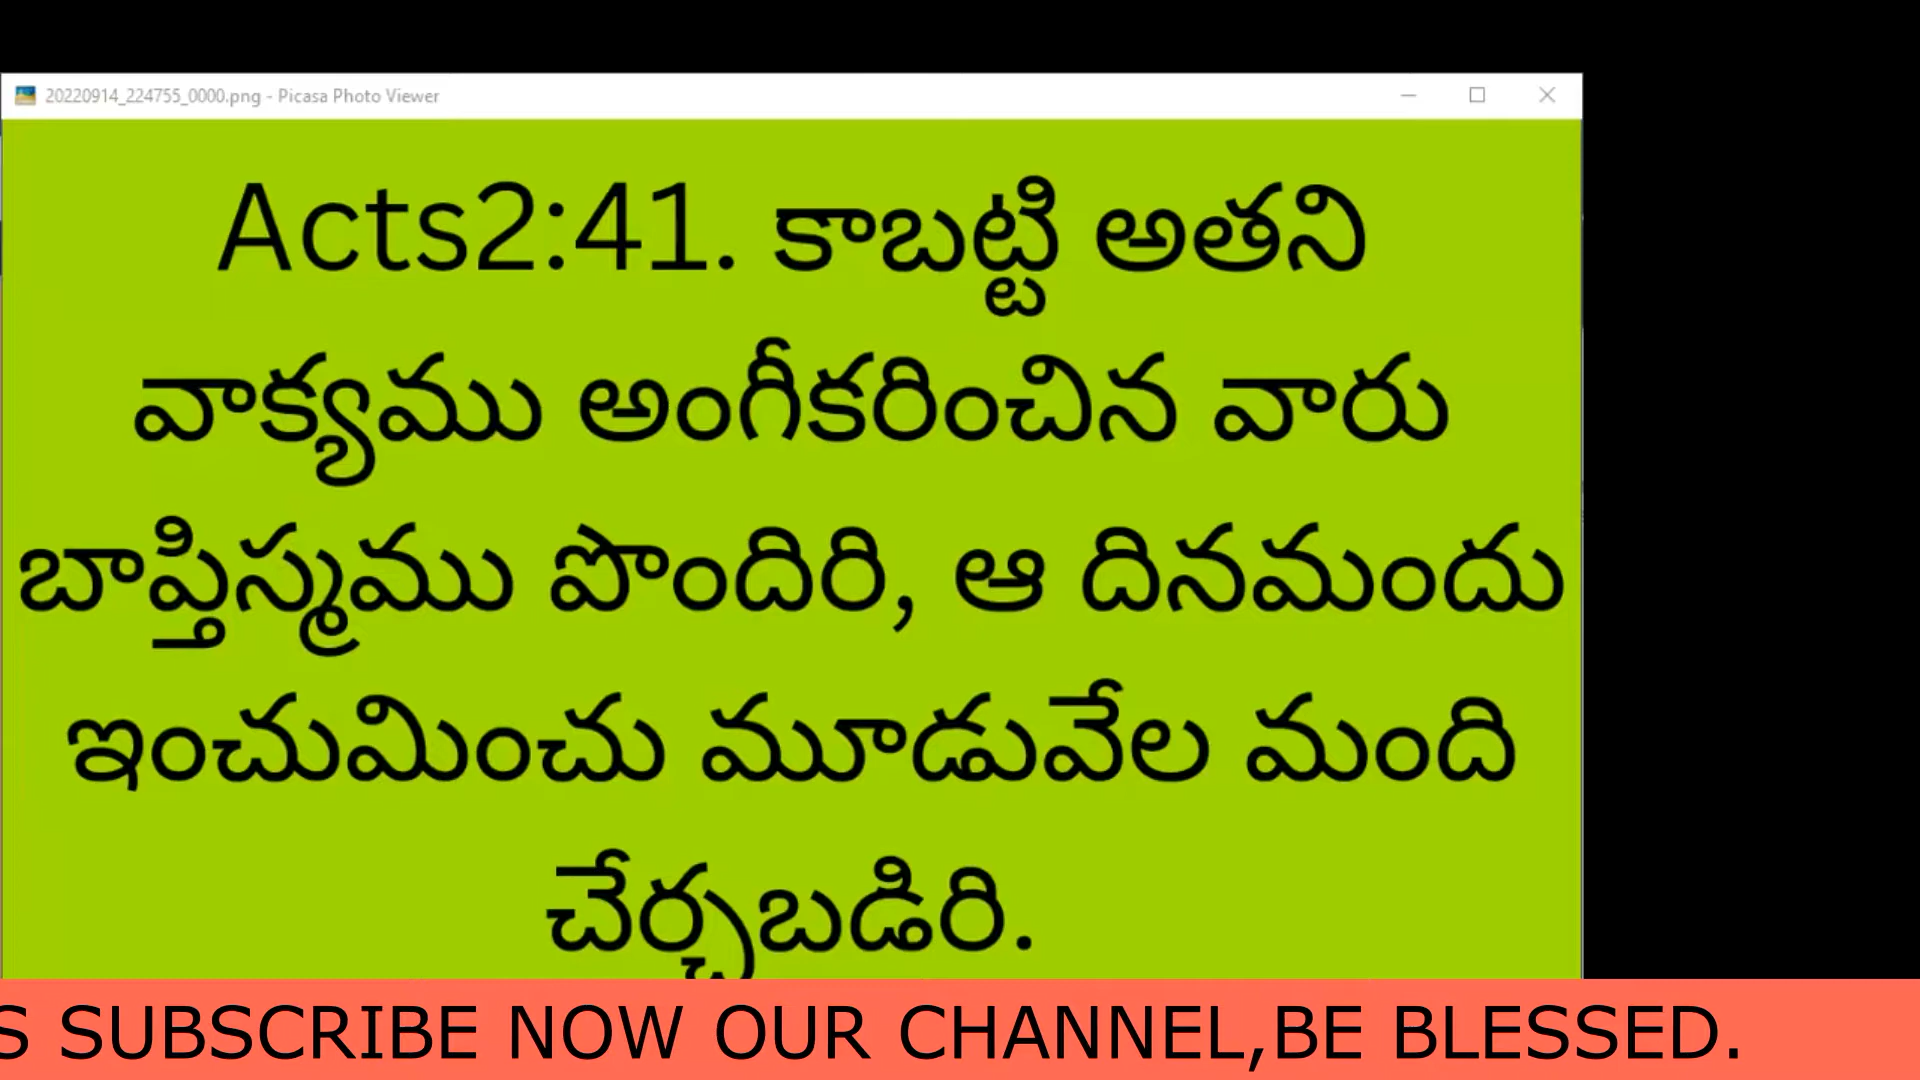 20220914_224755_0000.png - Picasa Photo Viewer
Acts2:41. కాబట్టి అతని
వాక్యము అంగీకరించిన వారు
బాప్తిస్మము పొందిరి, ఆ దినమందు
ఇంచుమించు మూడువేల మంది
చేర్చబడిరి.
S SUBSCRIBE NOW OUR CHANNEL,BE BLESSED.